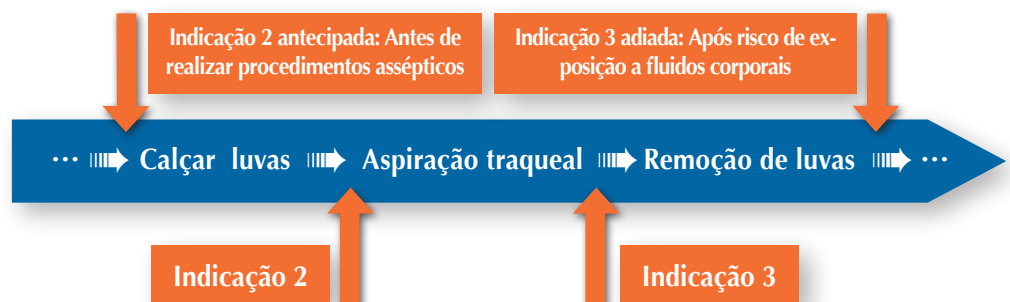 Indicação 2 antecipada: Antes de
realizar procedimentos assépticos
Indicação 3 adiada: Após risco de ex-
posição a fluidos corporais
... Calçar luvas Aspiração traqueal Remoção de luvas ...
Indicação 2
Indicação 3